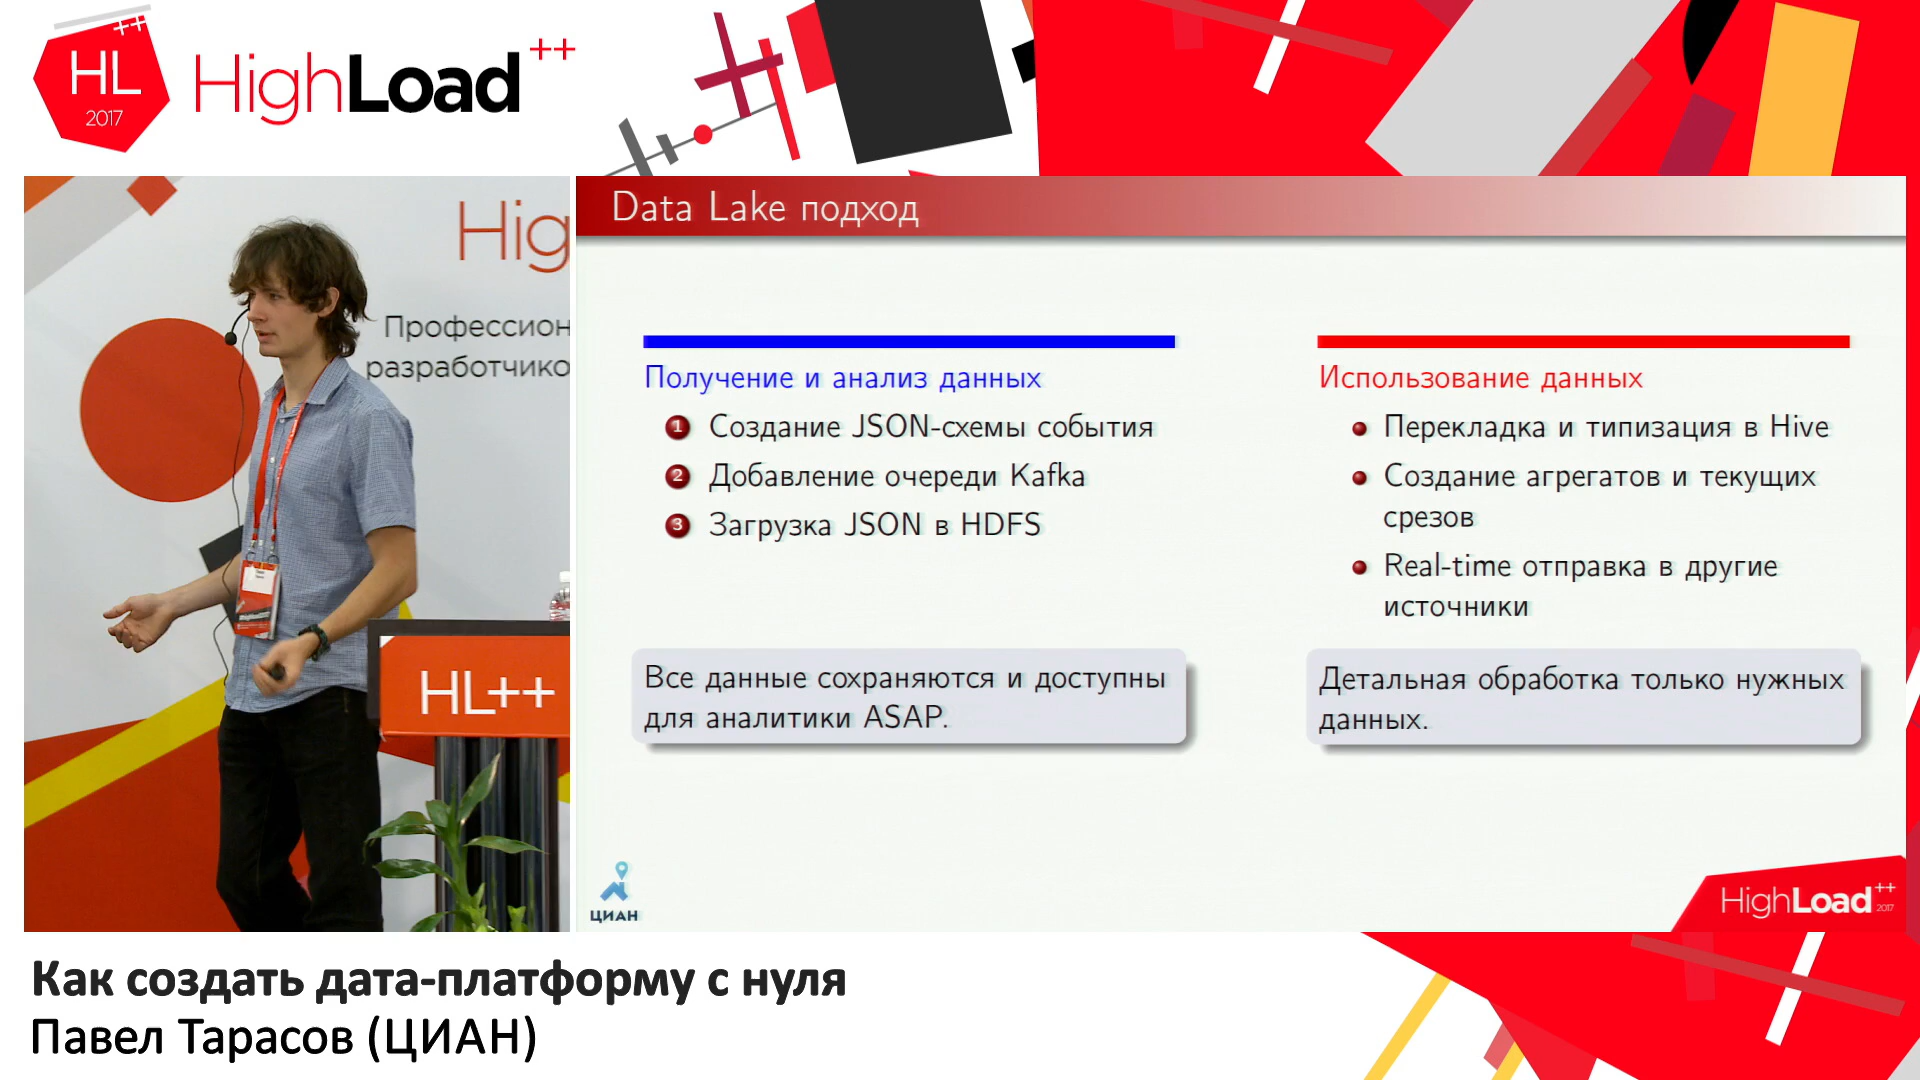 ++
HL
2017
HighLoad++
Hig
Профессион
разработчико
HL++
Data Lake подход
Получение и анализ данных
1 Создание JSON-схемы события
2 Добавление очереди Kafka
3 Загрузка JSON в HDFS
Все данные сохраняются и доступны
для аналитики ASAP.
Использование данных
Перекладка и типизация в Hive
Создание агрегатов и текущих
срезов
Real-time отправка в другие
источники
Детальная обработка только нужных
данных.
ЦИАН
HighLoad++
2017
Как создать дата-платформу с нуля
Павел Тарасов (ЦИАН)